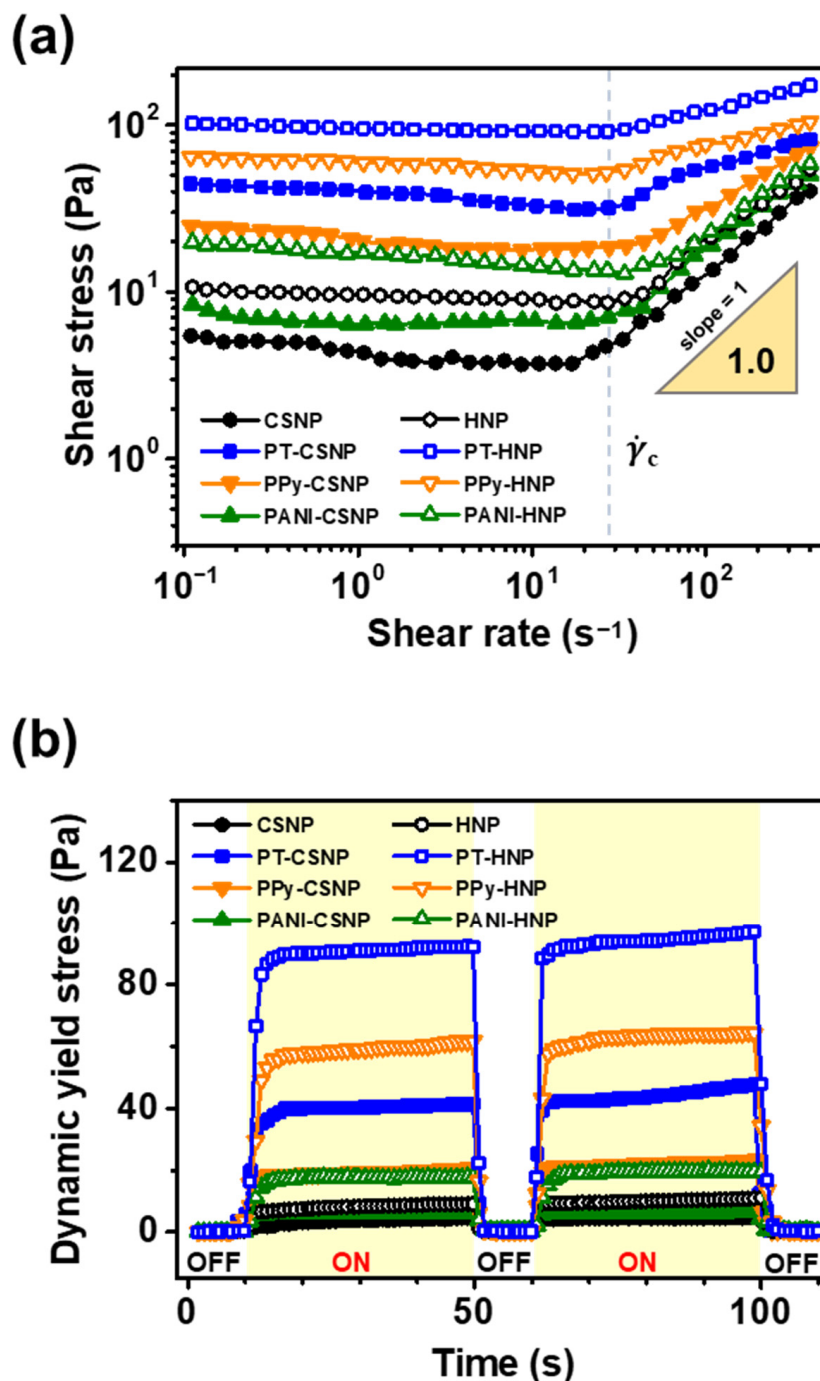 (a)
Shear stress (Pa)
10²
10¹
10⁰
CSNP
HNP
PT-CSNP
PT-HNP
PPy-CSNP
PPy-HNP
PANI-CSNP
PANI-HNP
slope = 1
1.0
γ̇c
10⁻¹ 10⁰ 10¹ 10²
Shear rate (s⁻¹)
(b)
Dynamic yield stress (Pa)
120
80
40
0
CSNP
HNP
PT-CSNP
PT-HNP
PPy-CSNP
PPy-HNP
PANI-CSNP
PANI-HNP
OFF ON OFF ON OFF
0 50 100
Time (s)